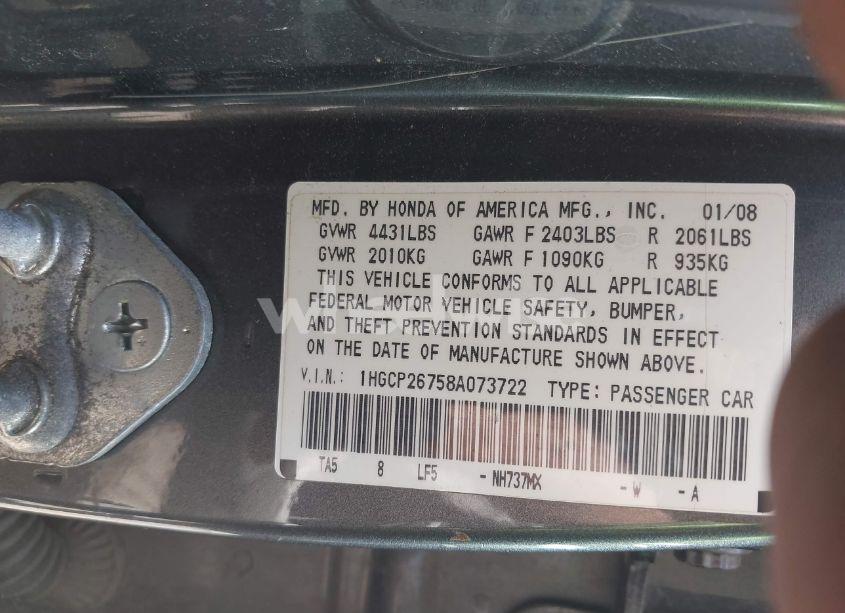 MFD. BY HONDA OF AMERICA MFG., INC. 01/08
GVWR 4431LBS GAWR F 2403LBS R 2061LBS
GVWR 2010KG GAWR F 1090KG R 935KG
THIS VEHICLE CONFORMS TO ALL APPLICABLE
FEDERAL MOTOR VEHICLE SAFETY, BUMPER,
AND THEFT PREVENTION STANDARDS IN EFFECT
ON THE DATE OF MANUFACTURE SHOWN ABOVE.
V.I.N.: 1HGCP26758A073722 TYPE: PASSENGER CAR
TA5 8 LF5 - NH737MX - W - A